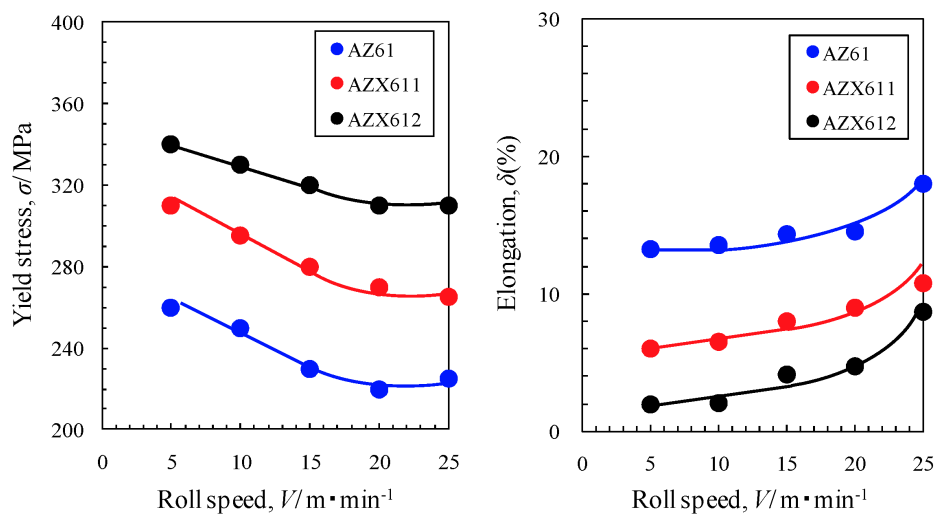 400
360
320
280
240
200
0
5
10
15
20
25
Yield stress, σ/ MPa
Roll speed, V/ m・min-1
AZ61
AZX611
AZX612
30
20
10
0
0
5
10
15
20
25
Elongation, δ(%)
Roll speed, V/ m・min-1
AZ61
AZX611
AZX612